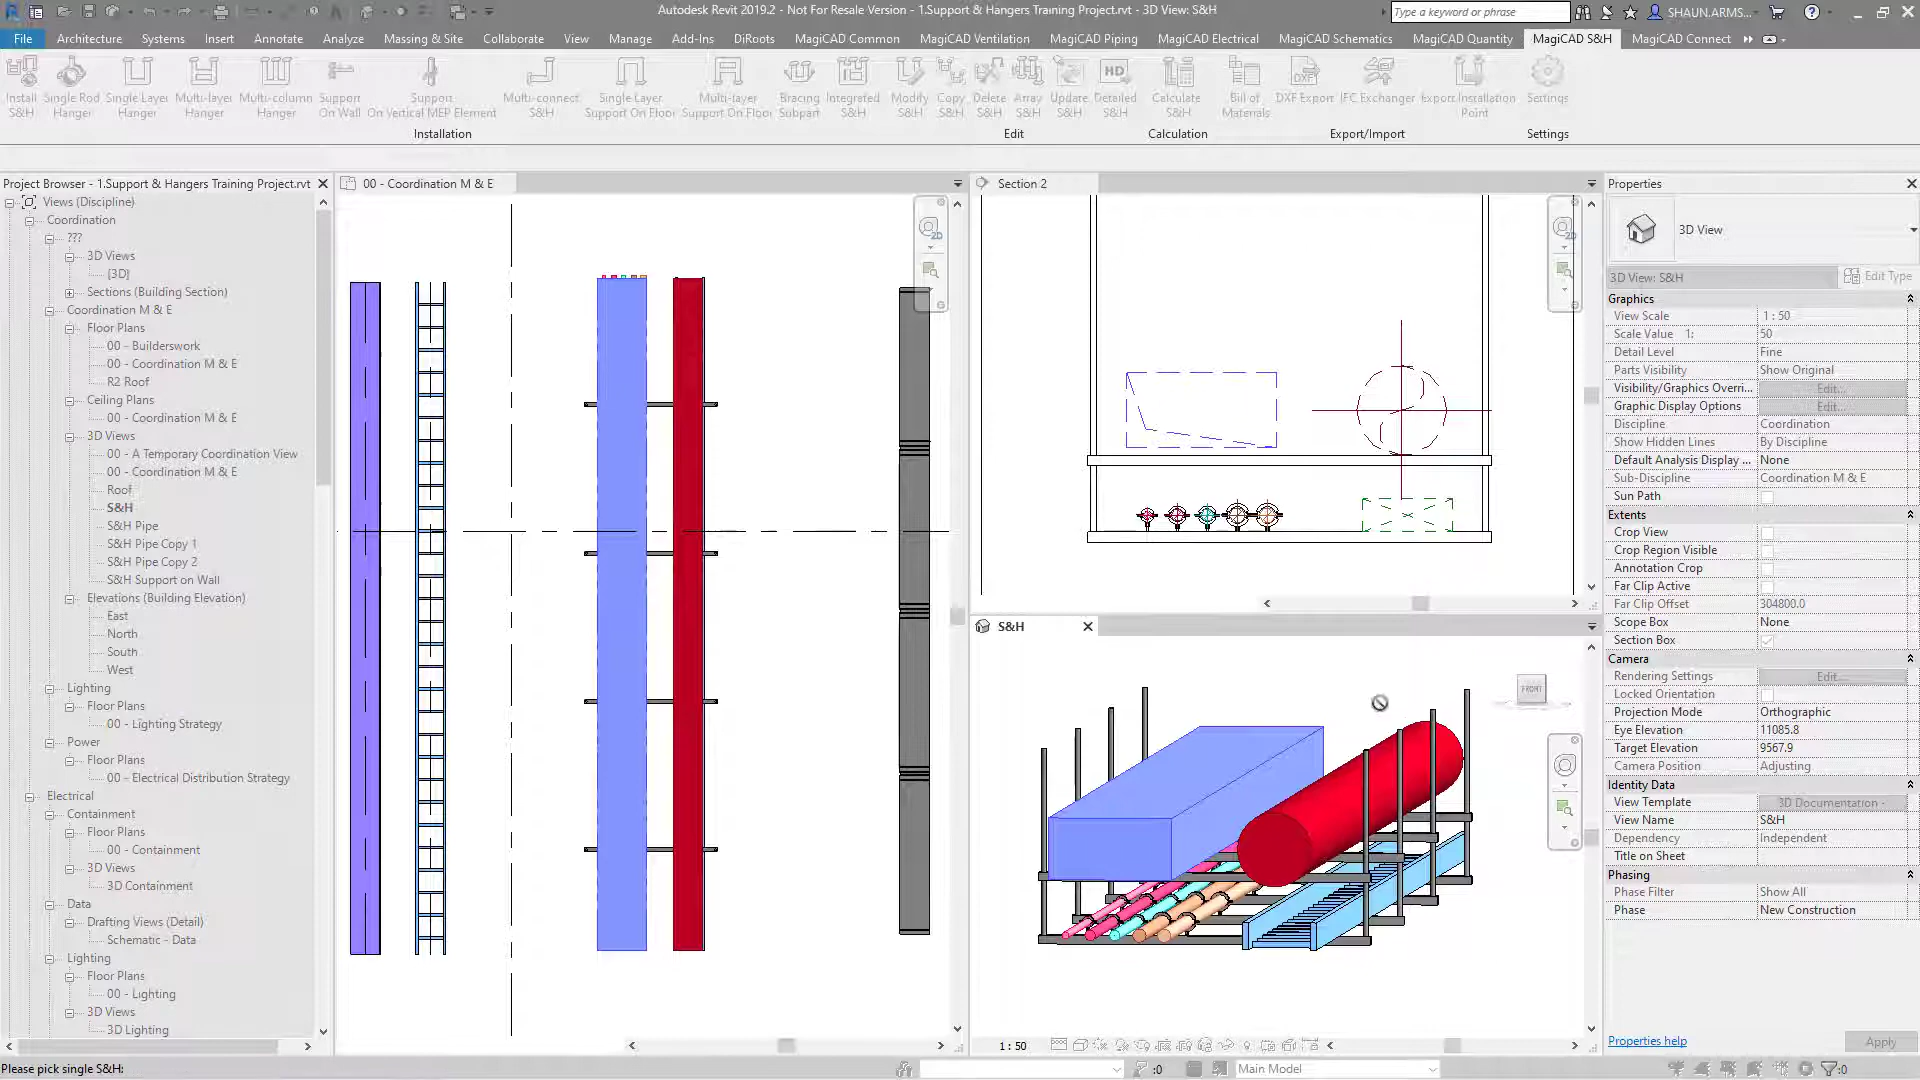 Autodesk Revit 2019.2 - Not For Resale Version - 1.Support & Hangers Training Project.rvt - 3D View: S&H
Type a keyword or phrase
SHAUN.ARMS...
File Architecture Systems Insert Annotate Analyze Massing & Site Collaborate View Manage Add-Ins DiRoots MagiCAD Common MagiCAD Ventilation MagiCAD Piping MagiCAD Electrical MagiCAD Schematics MagiCAD Quantity MagiCAD S&H MagiCAD Connect
HD
DXF
Install Single Rod Single Layer Multi-layer Multi-column Support Support Multi-connect Single Layer Multi-layer Bracing Integrated Modify Copy Delete Array Update Detailed Calculate Bill of DXF Export IFC Exchanger Export Installation Settings
S&H Hanger Hanger Hanger Hanger On Wall On Vertical MEP Element S&H Support On Floor Support On Floor Subpart S&H S&H S&H S&H S&H S&H S&H S&H Materials Point
Installation Edit Calculation Export/Import Settings
Project Browser - 1.Support & Hangers Training Project.rvt
Views (Discipline)
Coordination
???
3D Views
{3D}
Sections (Building Section)
Coordination M & E
Floor Plans
00 - Builderswork
00 - Coordination M & E
R2 Roof
Ceiling Plans
00 - Coordination M & E
3D Views
00 - A Temporary Coordination View
00 - Coordination M & E
Roof
S&H
S&H Pipe
S&H Pipe Copy 1
S&H Pipe Copy 2
S&H Support on Wall
Elevations (Building Elevation)
East
North
South
West
Lighting
Floor Plans
00 - Lighting Strategy
Power
Floor Plans
00 - Electrical Distribution Strategy
Electrical
Containment
Floor Plans
00 - Containment
3D Views
3D Containment
Data
Drafting Views (Detail)
Schematic - Data
Lighting
Floor Plans
00 - Lighting
3D Views
3D Lighting
00 - Coordination M & E
2D
Section 2
2D
S&H
FRONT
1 : 50
Properties
3D View
3D View: S&H Edit Type
Graphics
View Scale 1 : 50
Scale Value 1: 50
Detail Level Fine
Parts Visibility Show Original
Visibility/Graphics Overri... Edit...
Graphic Display Options Edit...
Discipline Coordination
Show Hidden Lines By Discipline
Default Analysis Display ... None
Sub-Discipline Coordination M & E
Sun Path
Extents
Crop View
Crop Region Visible
Annotation Crop
Far Clip Active
Far Clip Offset 304800.0
Scope Box None
Section Box
Camera
Rendering Settings Edit...
Locked Orientation
Projection Mode Orthographic
Eye Elevation 11085.8
Target Elevation 9567.9
Camera Position Adjusting
Identity Data
View Template 3D Documentation -
View Name S&H
Dependency Independent
Title on Sheet
Phasing
Phase Filter Show All
Phase New Construction
Properties help Apply
Please pick single S&H: :0 Main Model :0